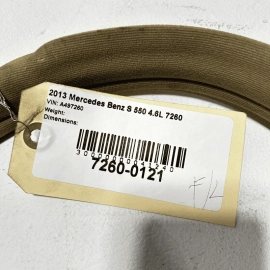 2013 Mercedes Benz S 550 4.6L 7260
VIN: A497260
Weight:
Dimensions:
7260-0121
F/L